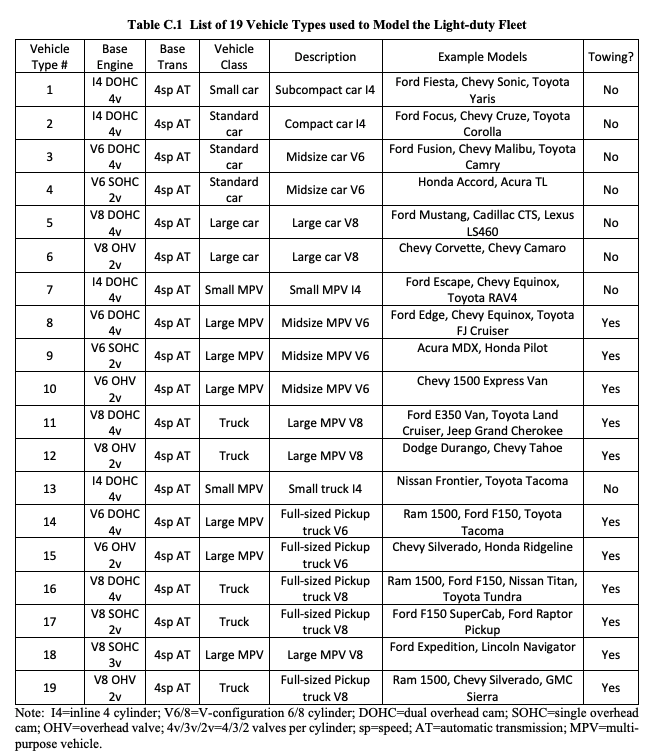 Table C.1 List of 19 Vehicle Types used to Model the Light-duty Fleet
Vehicle Type # Base Engine Base Trans Vehicle Class Description Example Models Towing?
1 I4 DOHC 4v 4sp AT Small car Subcompact car I4 Ford Fiesta, Chevy Sonic, Toyota Yaris No
2 I4 DOHC 4v 4sp AT Standard car Compact car I4 Ford Focus, Chevy Cruze, Toyota Corolla No
3 V6 DOHC 4v 4sp AT Standard car Midsize car V6 Ford Fusion, Chevy Malibu, Toyota Camry No
4 V6 SOHC 2v 4sp AT Standard car Midsize car V6 Honda Accord, Acura TL No
5 V8 DOHC 4v 4sp AT Large car Large car V8 Ford Mustang, Cadillac CTS, Lexus LS460 No
6 V8 OHV 2v 4sp AT Large car Large car V8 Chevy Corvette, Chevy Camaro No
7 I4 DOHC 4v 4sp AT Small MPV Small MPV I4 Ford Escape, Chevy Equinox, Toyota RAV4 No
8 V6 DOHC 4v 4sp AT Large MPV Midsize MPV V6 Ford Edge, Chevy Equinox, Toyota FJ Cruiser Yes
9 V6 SOHC 2v 4sp AT Large MPV Midsize MPV V6 Acura MDX, Honda Pilot Yes
10 V6 OHV 2v 4sp AT Large MPV Midsize MPV V6 Chevy 1500 Express Van Yes
11 V8 DOHC 4v 4sp AT Truck Large MPV V8 Ford E350 Van, Toyota Land Cruiser, Jeep Grand Cherokee Yes
12 V8 OHV 2v 4sp AT Truck Large MPV V8 Dodge Durango, Chevy Tahoe Yes
13 I4 DOHC 4v 4sp AT Small MPV Small truck I4 Nissan Frontier, Toyota Tacoma No
14 V6 DOHC 4v 4sp AT Large MPV Full-sized Pickup truck V6 Ram 1500, Ford F150, Toyota Tacoma Yes
15 V6 OHV 2v 4sp AT Large MPV Full-sized Pickup truck V6 Chevy Silverado, Honda Ridgeline Yes
16 V8 DOHC 4v 4sp AT Truck Full-sized Pickup truck V8 Ram 1500, Ford F150, Nissan Titan, Toyota Tundra Yes
17 V8 SOHC 2v 4sp AT Truck Full-sized Pickup truck V8 Ford F150 SuperCab, Ford Raptor Pickup Yes
18 V8 SOHC 3v 4sp AT Large MPV Large MPV V8 Ford Expedition, Lincoln Navigator Yes
19 V8 OHV 2v 4sp AT Truck Full-sized Pickup truck V8 Ram 1500, Chevy Silverado, GMC Sierra Yes
Note: I4=inline 4 cylinder; V6/8=V-configuration 6/8 cylinder; DOHC=dual overhead cam; SOHC=single overhead
cam; OHV=overhead valve; 4v/3v/2v=4/3/2 valves per cylinder; sp=speed; AT=automatic transmission; MPV=multi-
purpose vehicle.